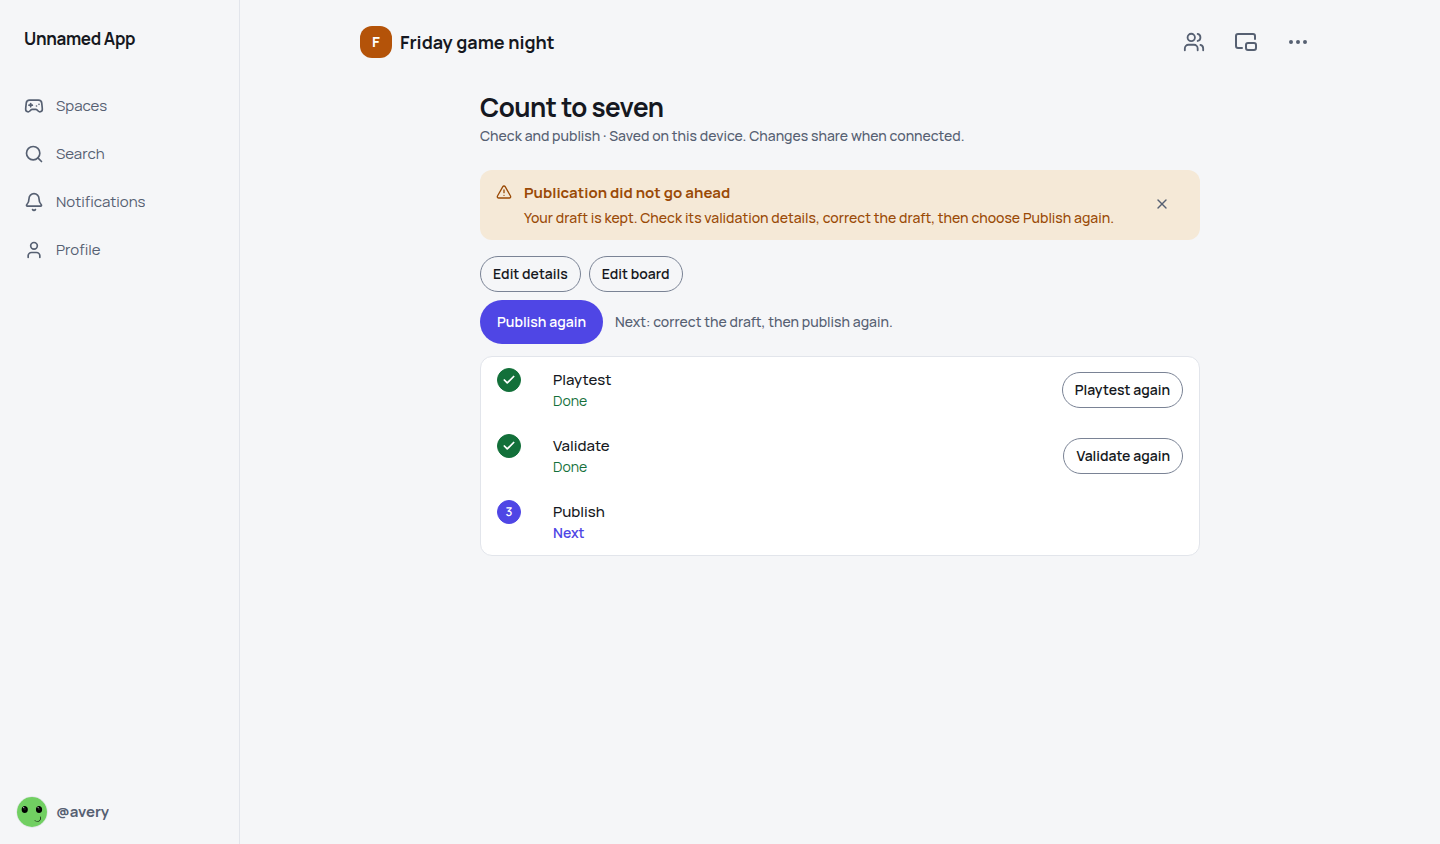 Unnamed App
Spaces
Search
Notifications
Profile
@avery
F
Friday game night
Count to seven
Check and publish · Saved on this device. Changes share when connected.
Publication did not go ahead
Your draft is kept. Check its validation details, correct the draft, then choose Publish again.
Edit details
Edit board
Publish again
Next: correct the draft, then publish again.
Playtest
Done
Playtest again
Validate
Done
Validate again
3
Publish
Next